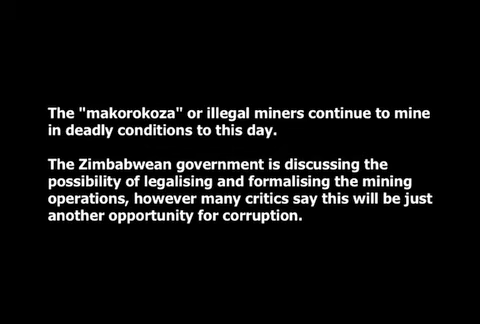 The "makorokoza" or illegal miners continue to mine
in deadly conditions to this day.
The Zimbabwean government is discussing the
possibility of legalising and formalising the mining
operations, however many critics say this will be just
another opportunity for corruption.